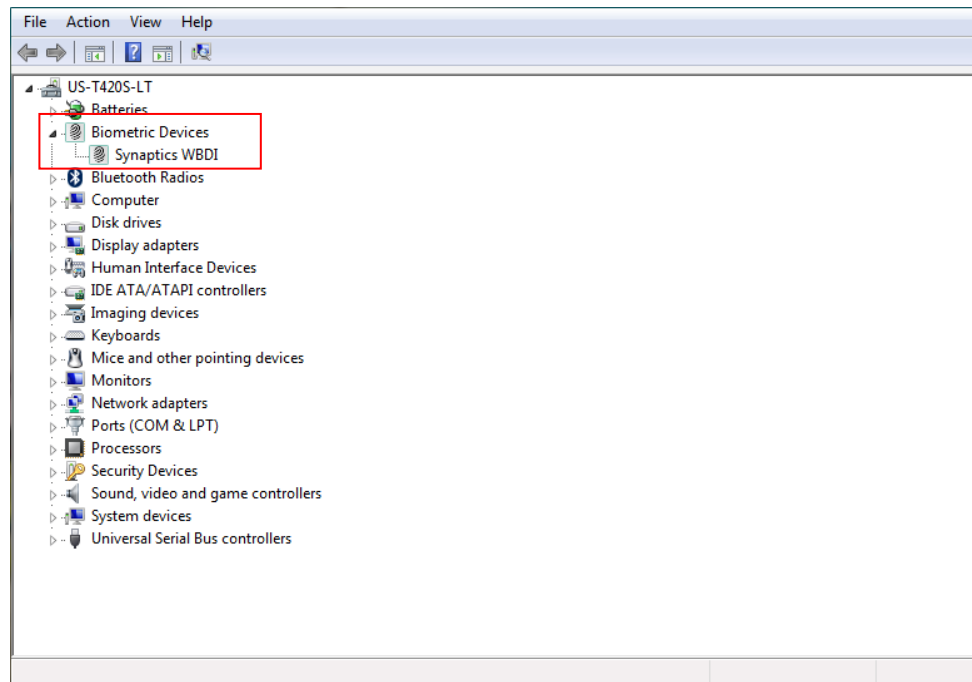 File Action View Help
US-T420S-LT
Batteries
Biometric Devices
Synaptics WBDI
Bluetooth Radios
Computer
Disk drives
Display adapters
Human Interface Devices
IDE ATA/ATAPI controllers
Imaging devices
Keyboards
Mice and other pointing devices
Monitors
Network adapters
Ports (COM & LPT)
Processors
Security Devices
Sound, video and game controllers
System devices
Universal Serial Bus controllers